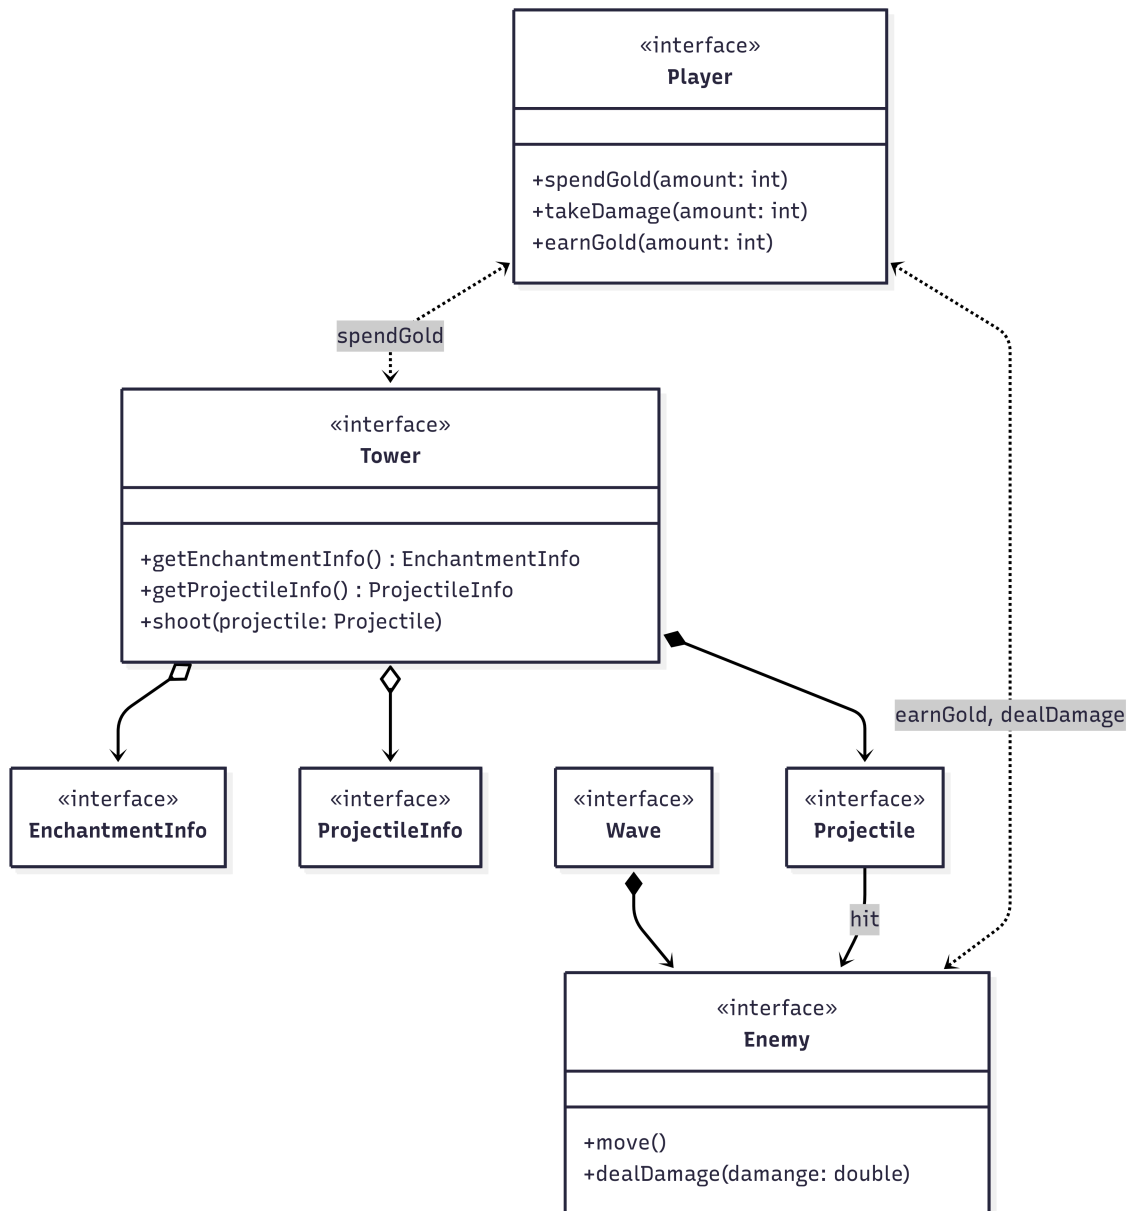 «interface»
Player
+spendGold(amount: int)
+takeDamage(amount: int)
+earnGold(amount: int)
spendGold
«interface»
Tower
+getEnchantmentInfo() : EnchantmentInfo
+getProjectileInfo() : ProjectileInfo
+shoot(projectile: Projectile)
earnGold, dealDamage
«interface»
EnchantmentInfo
«interface»
ProjectileInfo
«interface»
Wave
«interface»
Projectile
hit
«interface»
Enemy
+move()
+dealDamage(damange: double)